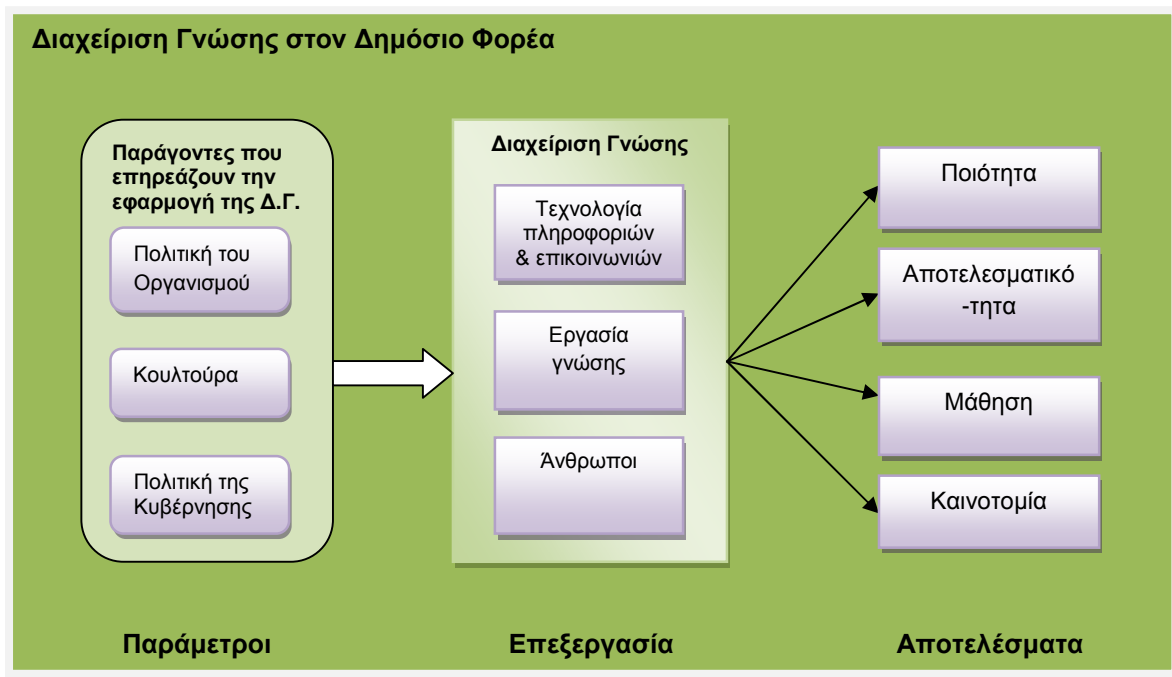 Διαχείριση Γνώσης στον Δημόσιο Φορέα
Παράγοντες που
επηρεάζουν την
εφαρμογή της Δ.Γ.
Πολιτική του
Οργανισμού
Κουλτούρα
Πολιτική της
Κυβέρνησης
Παράμετροι
Διαχείριση Γνώσης
Τεχνολογία
πληροφοριών
& επικοινωνιών
Εργασία
γνώσης
Άνθρωποι
Επεξεργασία
Ποιότητα
Αποτελεσματικό
-τητα
Μάθηση
Καινοτομία
Αποτελέσματα